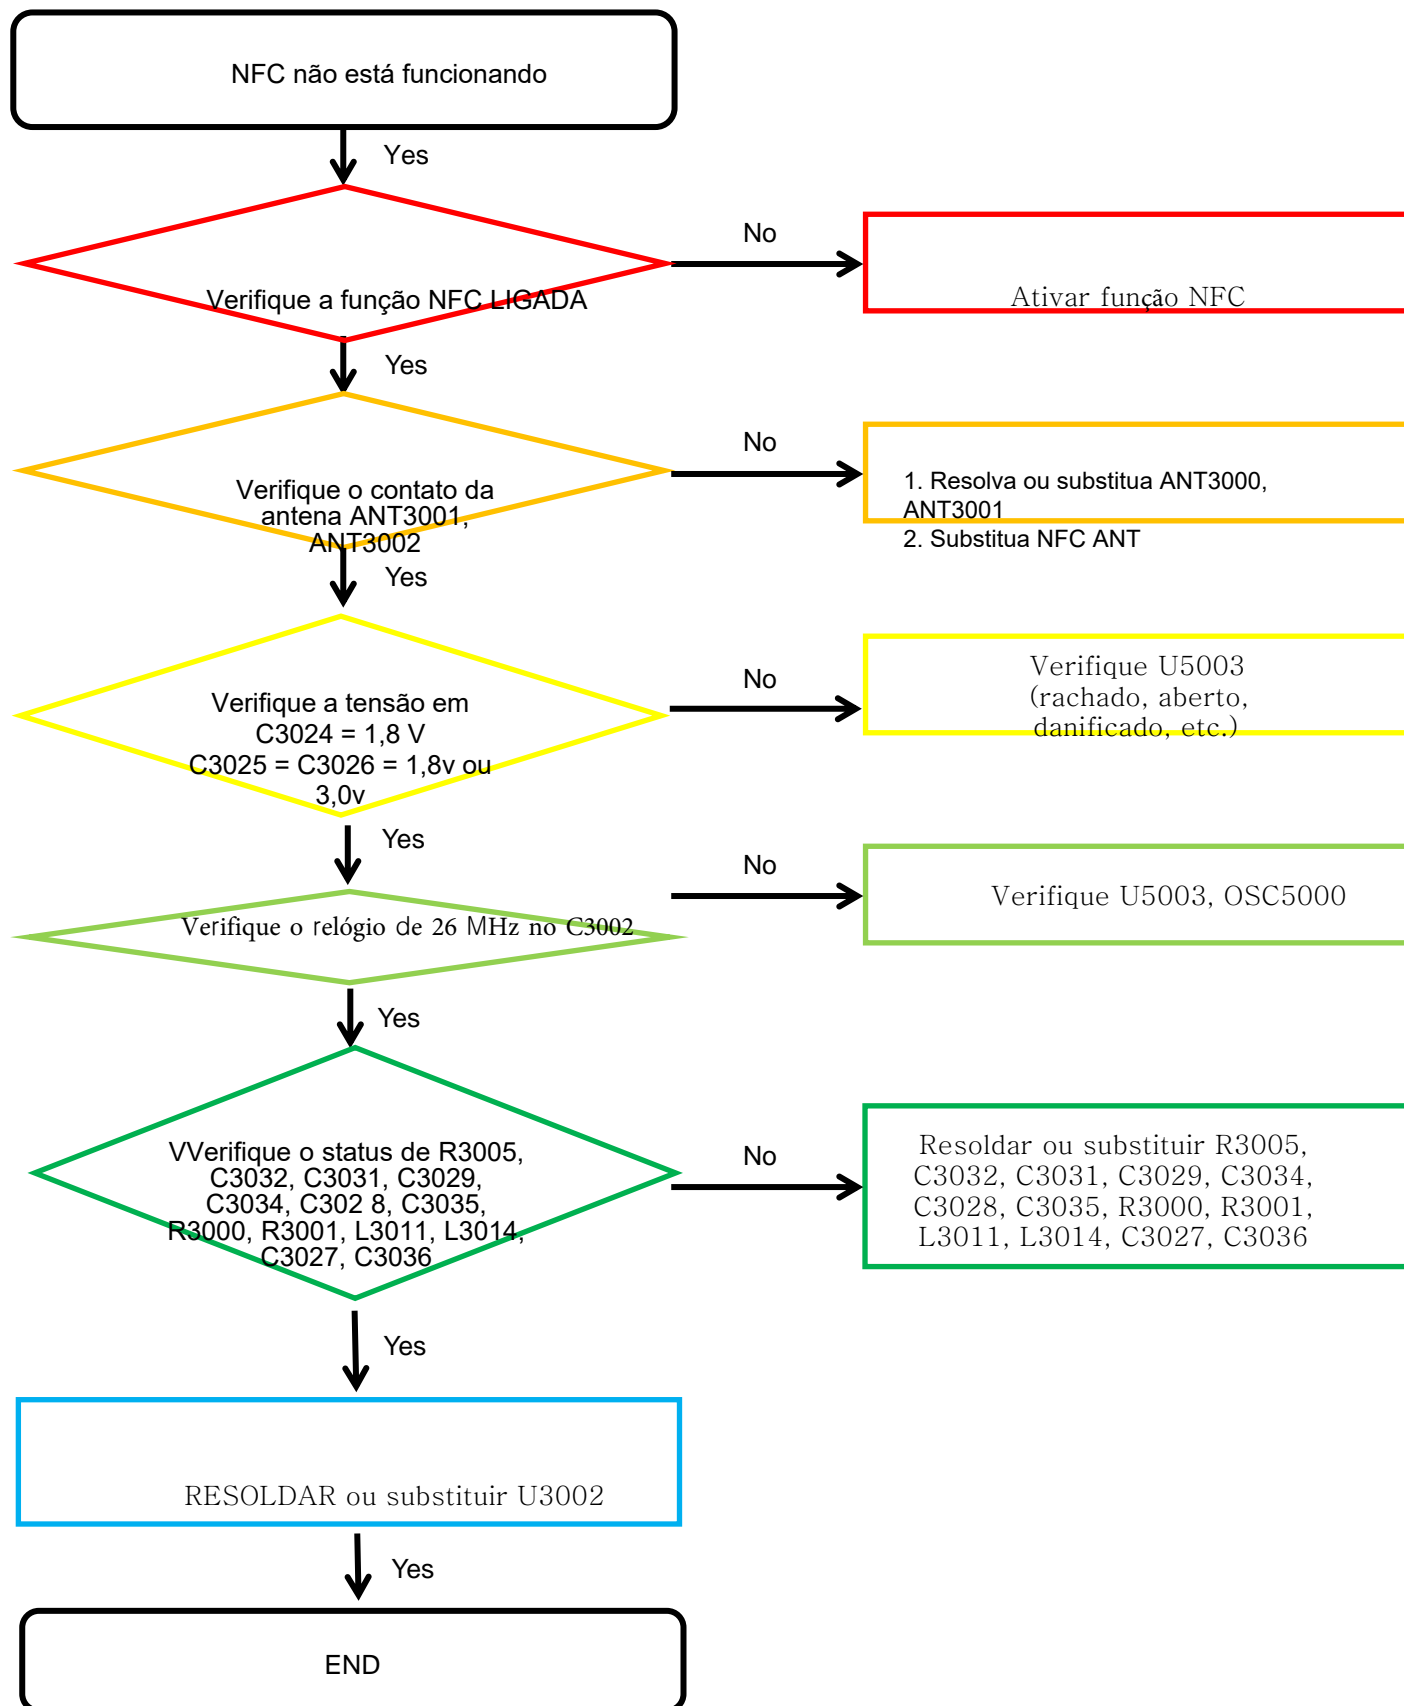 NFC não está funcionando
Yes
No
Verifique a função NFC LIGADA
Ativar função NFC
Yes
No
Verifique o contato da
antena ANT3001,
ANT3002
1. Resolva ou substitua ANT3000,
ANT3001
2. Substitua NFC ANT
Yes
No
Verifique a tensão em
C3024 = 1,8 V
C3025 = C3026 = 1,8v ou
3,0v
Verifique U5003
(rachado, aberto,
danificado, etc.)
Yes
No
Verifique o relógio de 26 MHz no C3002
Verifique U5003, OSC5000
Yes
No
VVerifique o status de R3005,
C3032, C3031, C3029,
C3034, C302 8, C3035,
R3000, R3001, L3011, L3014,
C3027, C3036
Resoldar ou substituir R3005,
C3032, C3031, C3029, C3034,
C3028, C3035, R3000, R3001,
L3011, L3014, C3027, C3036
Yes
RESOLDAR ou substituir U3002
Yes
END